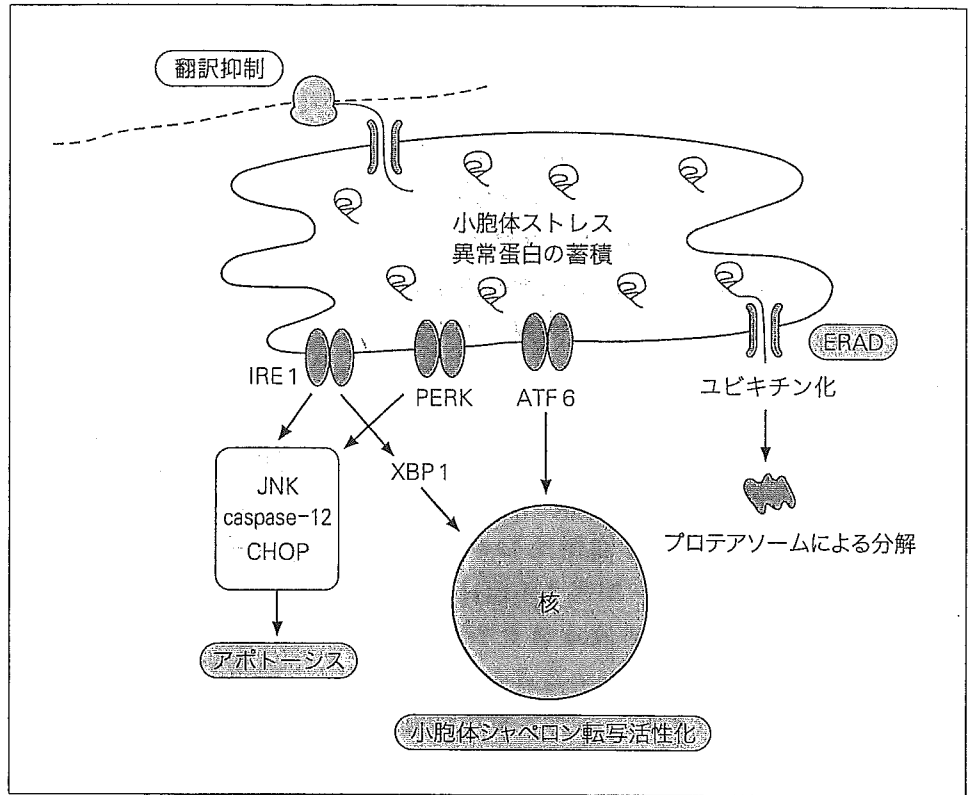 翻訳抑制
小胞体ストレス
異常蛋白の蓄積
ERAD
IRE1
PERK
ATF6
ユビキチン化
XBP1
JNK
caspase-12
CHOP
プロテアソームによる分解
核
アポトーシス
小胞体シャペロン転写活性化